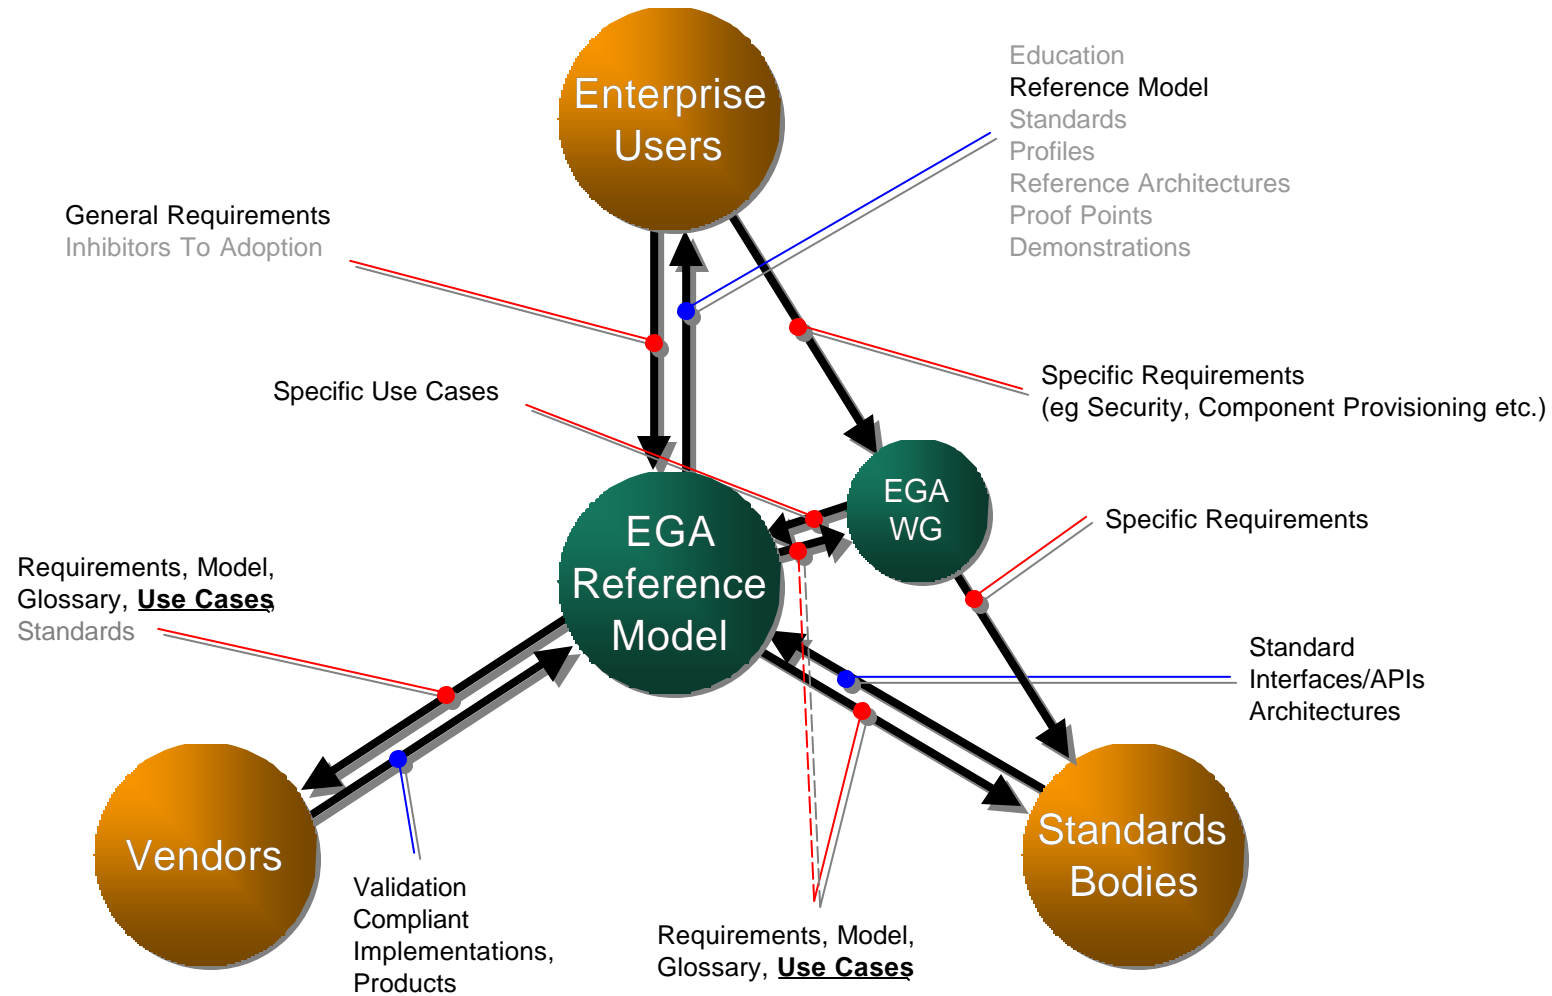 Enterprise
Users
Education
Reference Model
Standards
Profiles
Reference Architectures
Proof Points
Demonstrations
General Requirements
Inhibitors To Adoption
Specific Use Cases
Specific Requirements
(eg Security, Component Provisioning etc.)
EGA
WG
EGA
Reference
Model
Specific Requirements
Requirements, Model,
Glossary, Use Cases,
Standards
Standard
Interfaces/APIs
Architectures
Vendors
Standards
Bodies
Validation
Compliant
Implementations,
Products
Requirements, Model,
Glossary, Use Cases